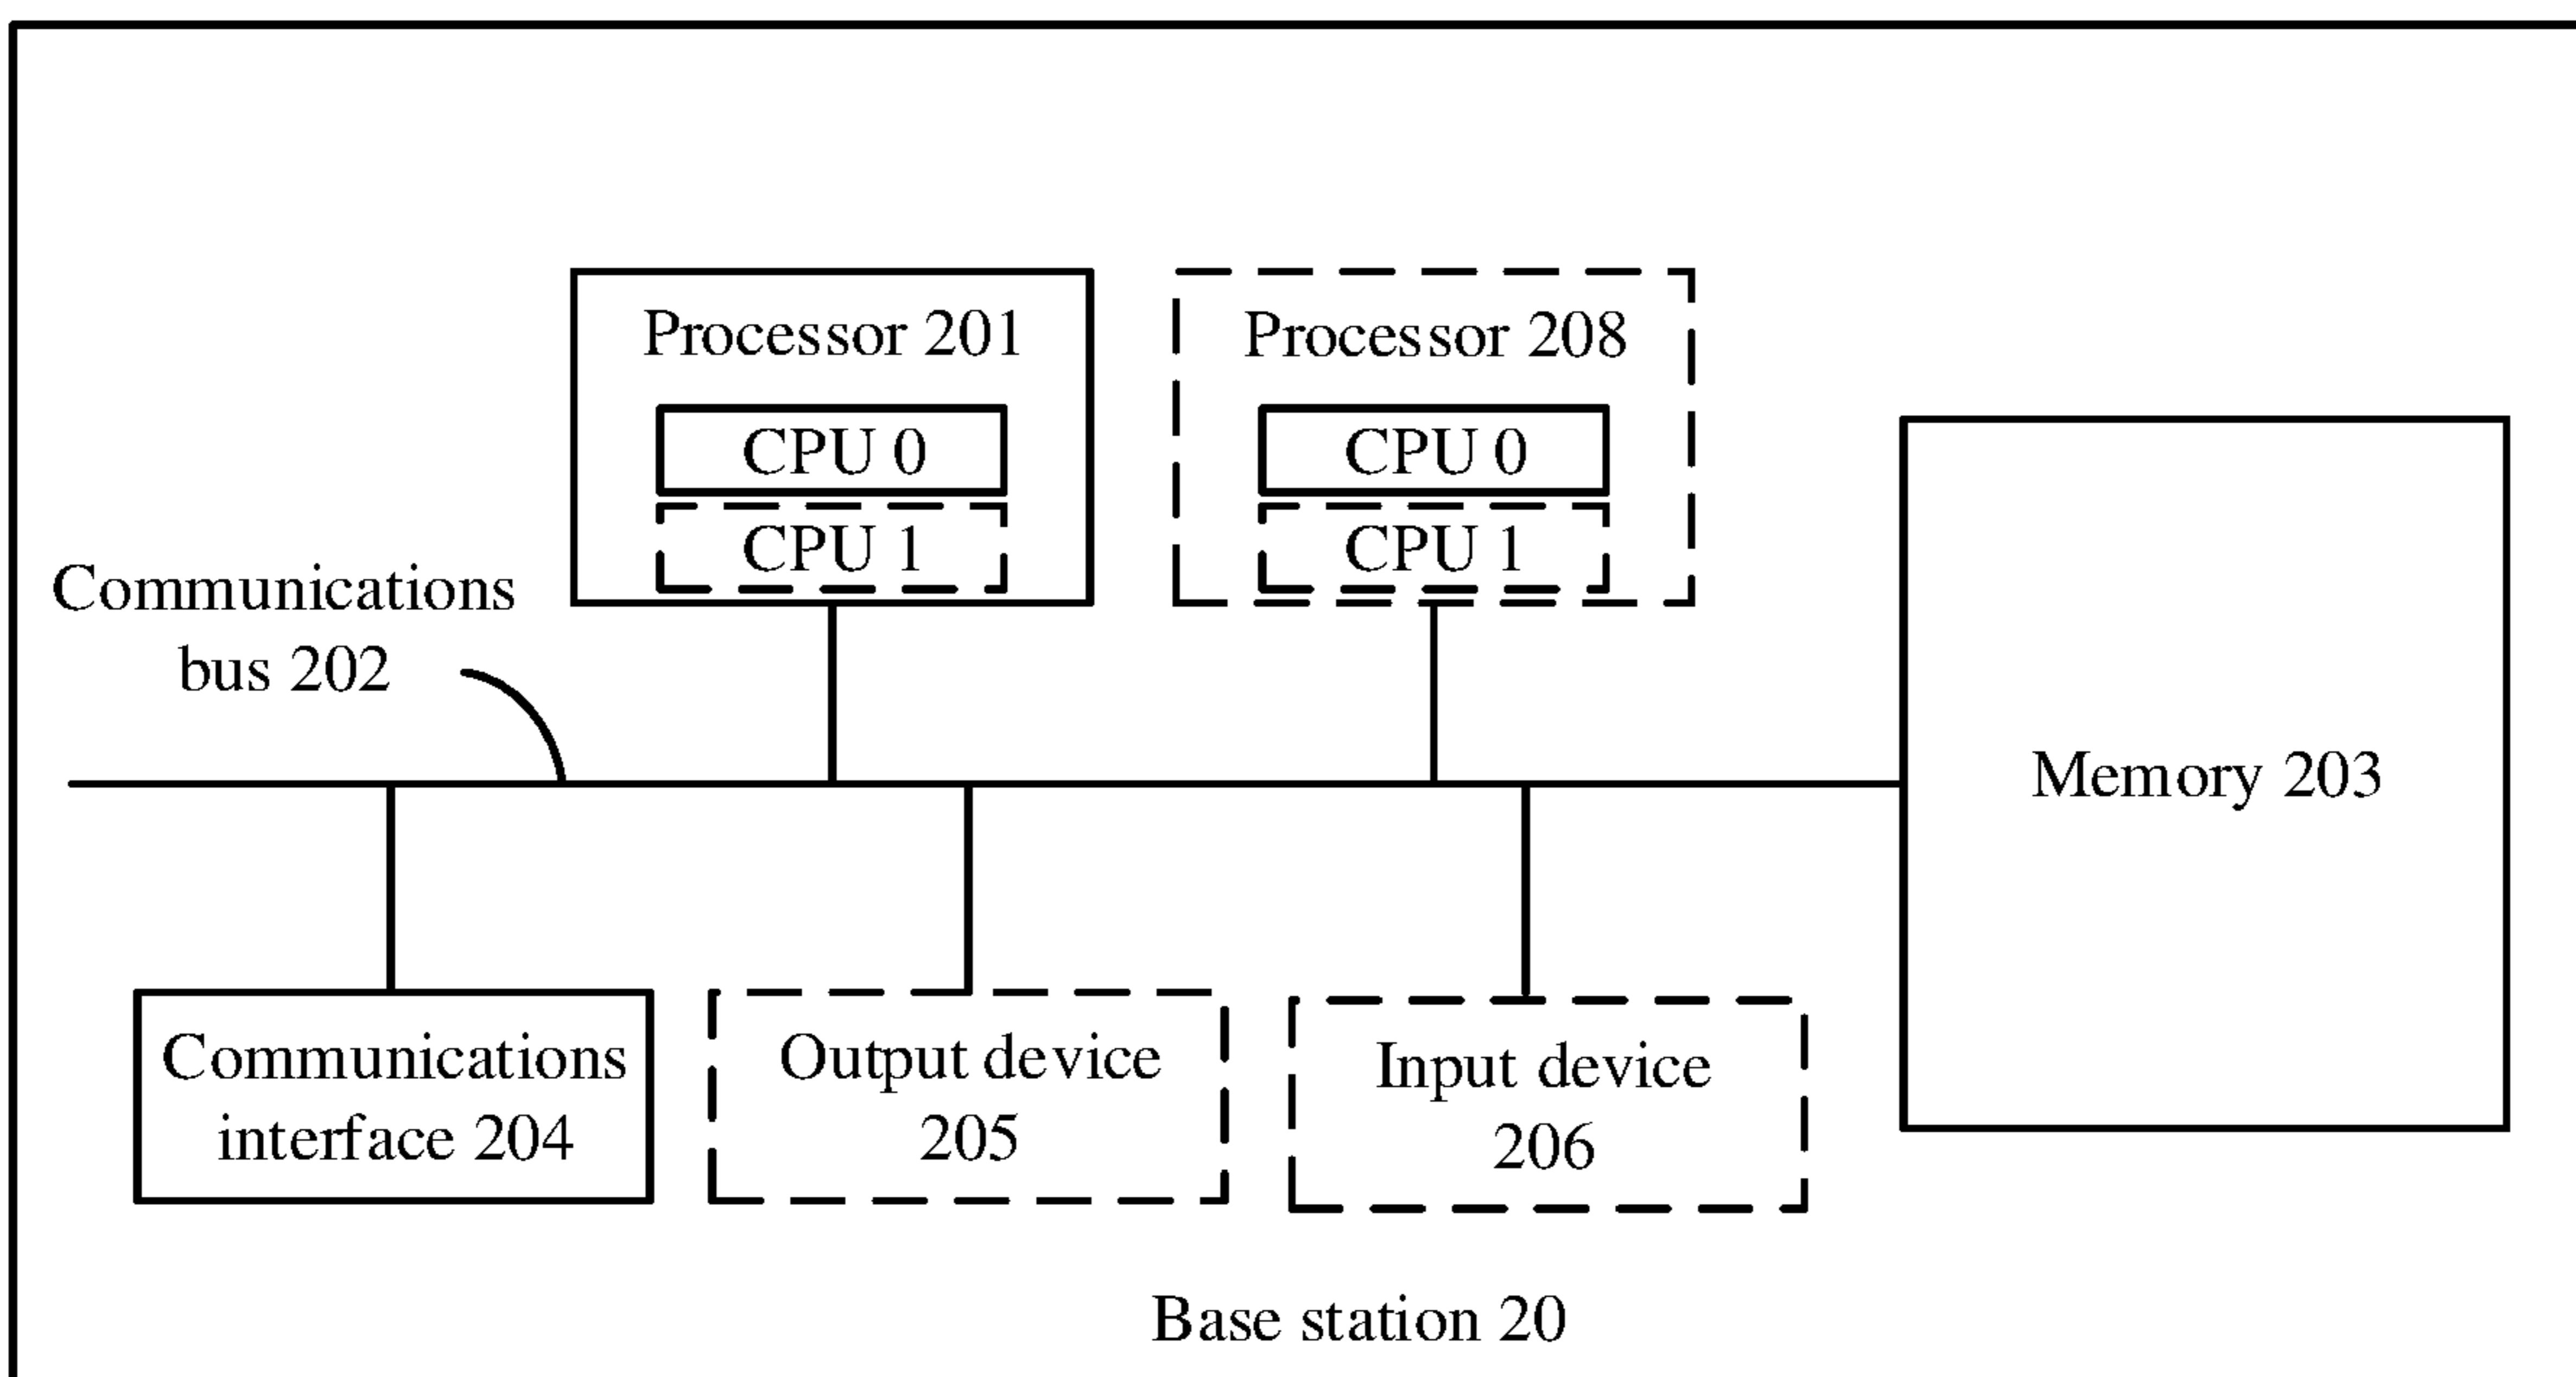 Processor 201
CPU 0
CPU 1
Processor 208
CPU 0
CPU 1
Communications
bus 202
Memory 203
Communications
interface 204
Output device
205
Input device
206
Base station 20